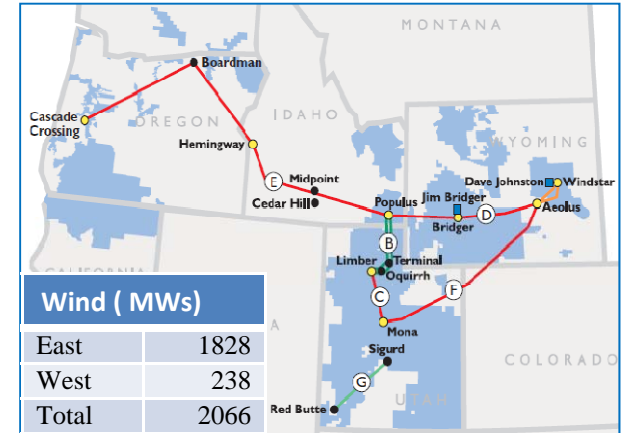 MONTANA
Boardman
Cascade
Crossing
OREGON
IDAHO
Hemingway
WYOMING
E
Midpoint
Cedar Hill
Dave Johnston
Windstar
Populus
Jim Bridger
D
Aeolus
Bridger
B
Limber
Terminal
Oquirrh
CALIFORNIA
C
F
Wind ( MWs)
Mona
A
East 1828
Sigurd
COLORADO
West 238
G
UTAH
Total 2066
Red Butte